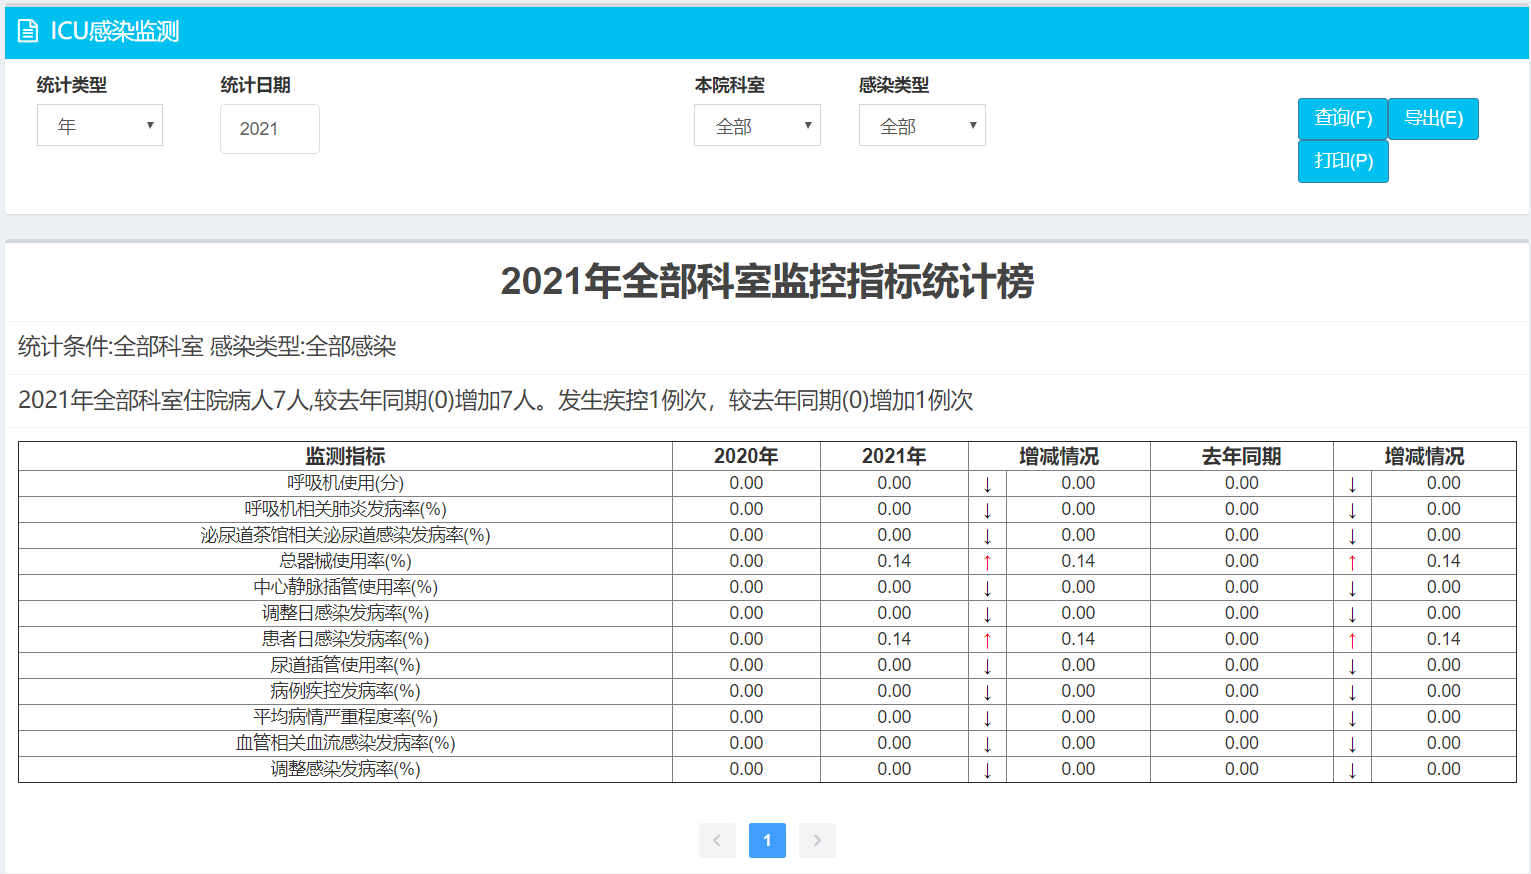 ICU感染监测
统计类型 统计日期 本院科室 感染类型
年 2021 全部 全部
查询(F) 导出(E)
打印(P)
2021年全部科室监控指标统计榜
统计条件:全部科室 感染类型:全部感染
2021年全部科室住院病人7人,较去年同期(0)增加7人。发生疾控1例次，较去年同期(0)增加1例次
监测指标 2020年 2021年 增减情况 去年同期 增减情况
呼吸机使用(分) 0.00 0.00 ↓ 0.00 0.00 ↓ 0.00
呼吸机相关肺炎发病率(%) 0.00 0.00 ↓ 0.00 0.00 ↓ 0.00
泌尿道茶馆相关泌尿道感染发病率(%) 0.00 0.00 ↓ 0.00 0.00 ↓ 0.00
总器械使用率(%) 0.00 0.14 ↑ 0.14 0.00 ↑ 0.14
中心静脉插管使用率(%) 0.00 0.00 ↓ 0.00 0.00 ↓ 0.00
调整日感染发病率(%) 0.00 0.00 ↓ 0.00 0.00 ↓ 0.00
患者日感染发病率(%) 0.00 0.14 ↑ 0.14 0.00 ↑ 0.14
尿道插管使用率(%) 0.00 0.00 ↓ 0.00 0.00 ↓ 0.00
病例疾控发病率(%) 0.00 0.00 ↓ 0.00 0.00 ↓ 0.00
平均病情严重程度率(%) 0.00 0.00 ↓ 0.00 0.00 ↓ 0.00
血管相关血流感染发病率(%) 0.00 0.00 ↓ 0.00 0.00 ↓ 0.00
调整感染发病率(%) 0.00 0.00 ↓ 0.00 0.00 ↓ 0.00
1